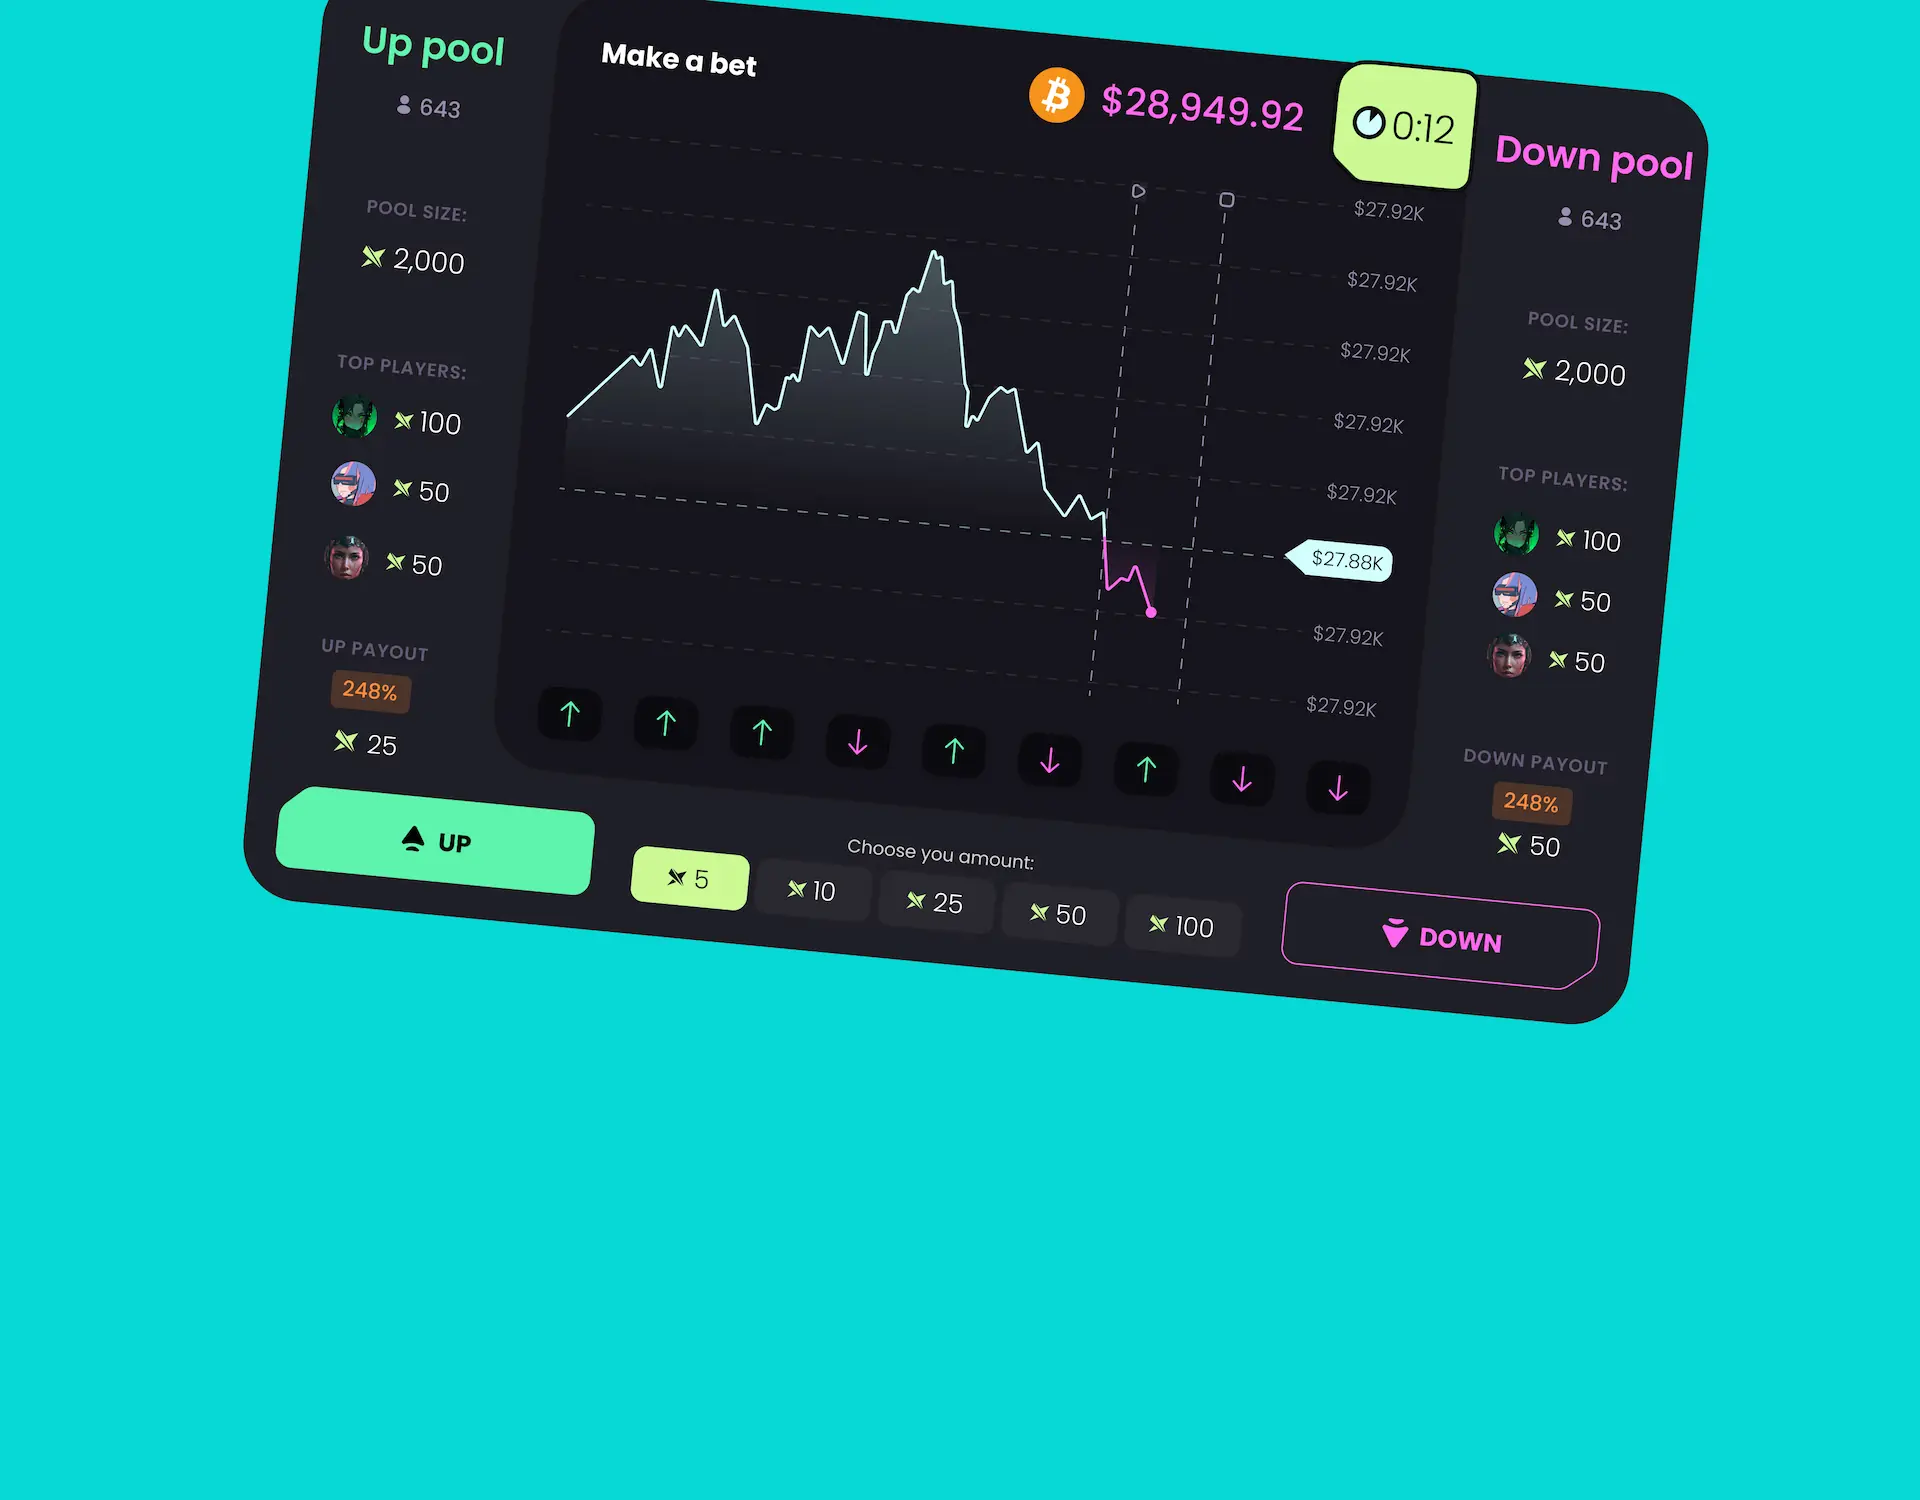 Up pool
643
POOL SIZE:
2,000
TOP PLAYERS:
100
50
50
UP PAYOUT
248%
25
UP
Make a bet
$28,949.92
0:12
$27.92K
$27.92K
$27.92K
$27.92K
$27.92K
$27.88K
$27.92K
$27.92K
Choose you amount:
5
10
25
50
100
Down pool
643
POOL SIZE:
2,000
TOP PLAYERS:
100
50
50
DOWN PAYOUT
248%
50
DOWN